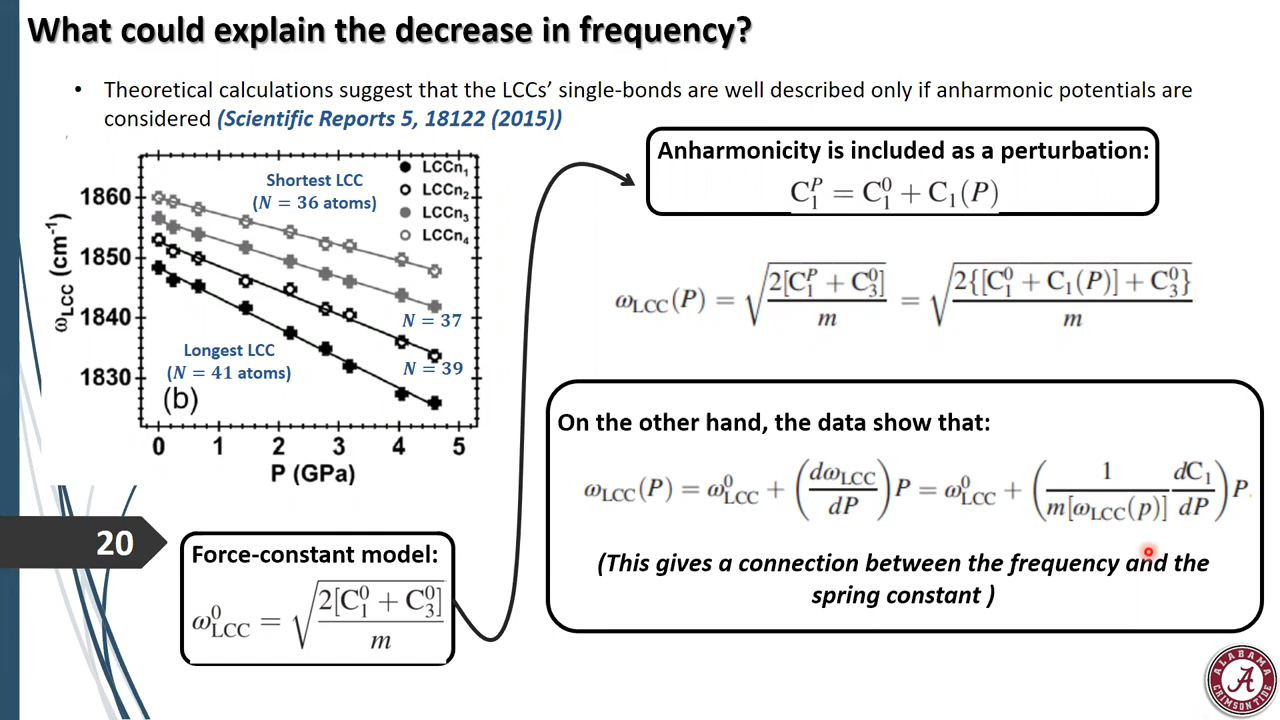 What could explain the decrease in frequency?
• Theoretical calculations suggest that the LCCs' single-bonds are well described only if anharmonic potentials are
considered (Scientific Reports 5, 18122 (2015))
Anharmonicity is included as a perturbation:
C₁ᴾ = C₁⁰ + C₁(P)
ω_LCC (cm⁻¹)
1860
1850
1840
1830
Shortest LCC
(N = 36 atoms)
LCCn₁
LCCn₂
LCCn₃
LCCn₄
N = 37
N = 39
Longest LCC
(N = 41 atoms)
(b)
0 1 2 3 4 5
P (GPa)
ω_LCC(P) = √(2[C₁ᴾ + C₃⁰]/m) = √(2{[C₁⁰ + C₁(P)] + C₃⁰}/m)
On the other hand, the data show that:
ω_LCC(P) = ω⁰_LCC + (dω_LCC/dP) P = ω⁰_LCC + (1/m[ω_LCC(p)] dC₁/dP) P.
(This gives a connection between the frequency and the
spring constant )
20
Force-constant model:
ω⁰_LCC = √(2[C₁⁰ + C₃⁰]/m)
ALABAMA
A
CRIMSON TIDE